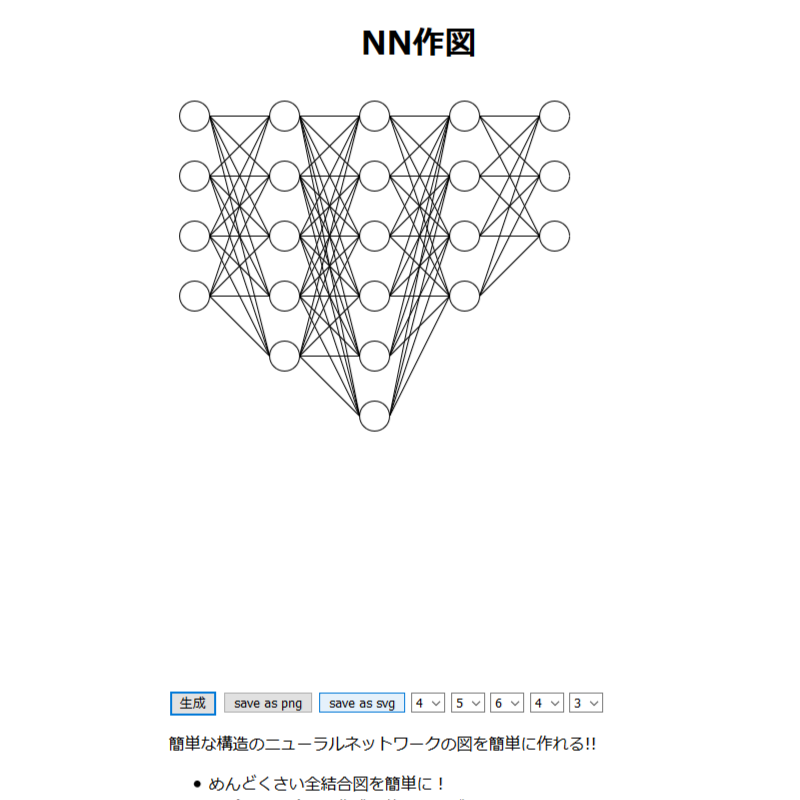 NN作図
生成 save as png save as svg 4 5 6 4 3
簡単な構造のニューラルネットワークの図を簡単に作れる!!
めんどくさい全結合図を簡単に！